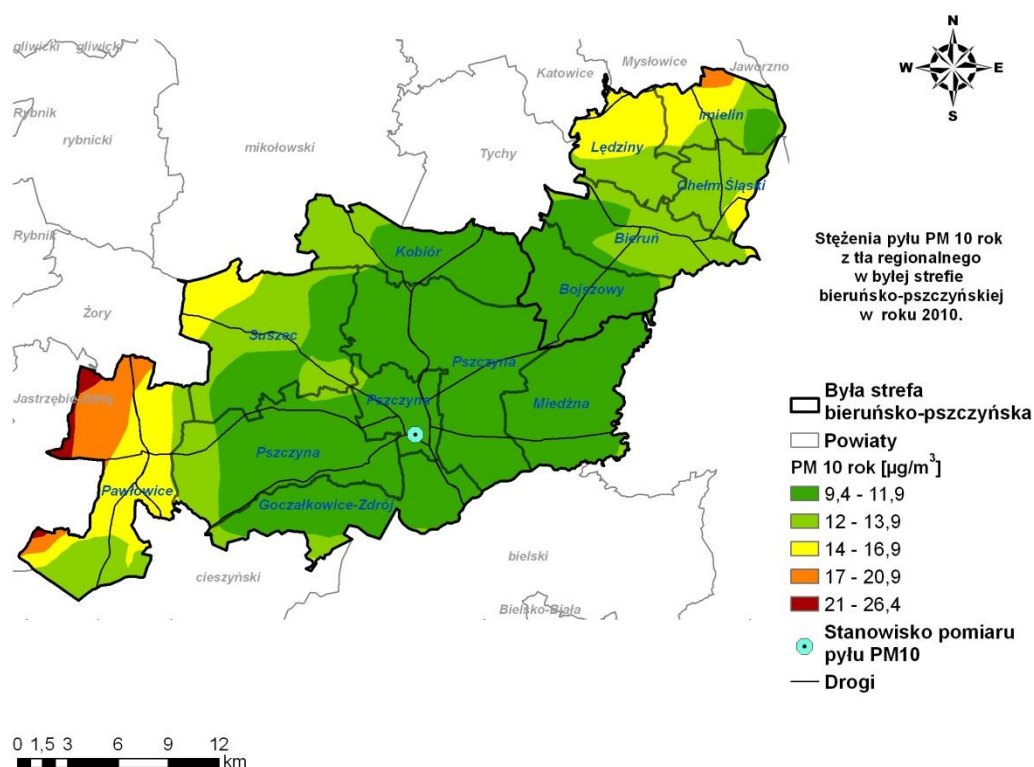 N
W E
S
gliwicki gliwicki
Mysłowice
Katowice
Jaworzno
Rybnik
rybnicki
mikołowski
Tychy
Imielin
Lędziny
Chełm Śląski
Rybnik
Kobiór
Bieruń
Bojszowy
Żory
Suszec
Pszczyna
Jastrzębie-Zdrój
Pszczyna
Miedźna
Pszczyna
Pawłowice
Goczałkowice-Zdrój
bielski
cieszyński
Bielsko-Biała
Stężenia pyłu PM 10 rok
z tła regionalnego
w byłej strefie
bieruńsko-pszczyńskiej
w roku 2010.
Była strefa
bieruńsko-pszczyńska
Powiaty
PM 10 rok [µg/m³]
9,4 - 11,9
12 - 13,9
14 - 16,9
17 - 20,9
21 - 26,4
Stanowisko pomiaru
pyłu PM10
Drogi
0 1,5 3 6 9 12
km